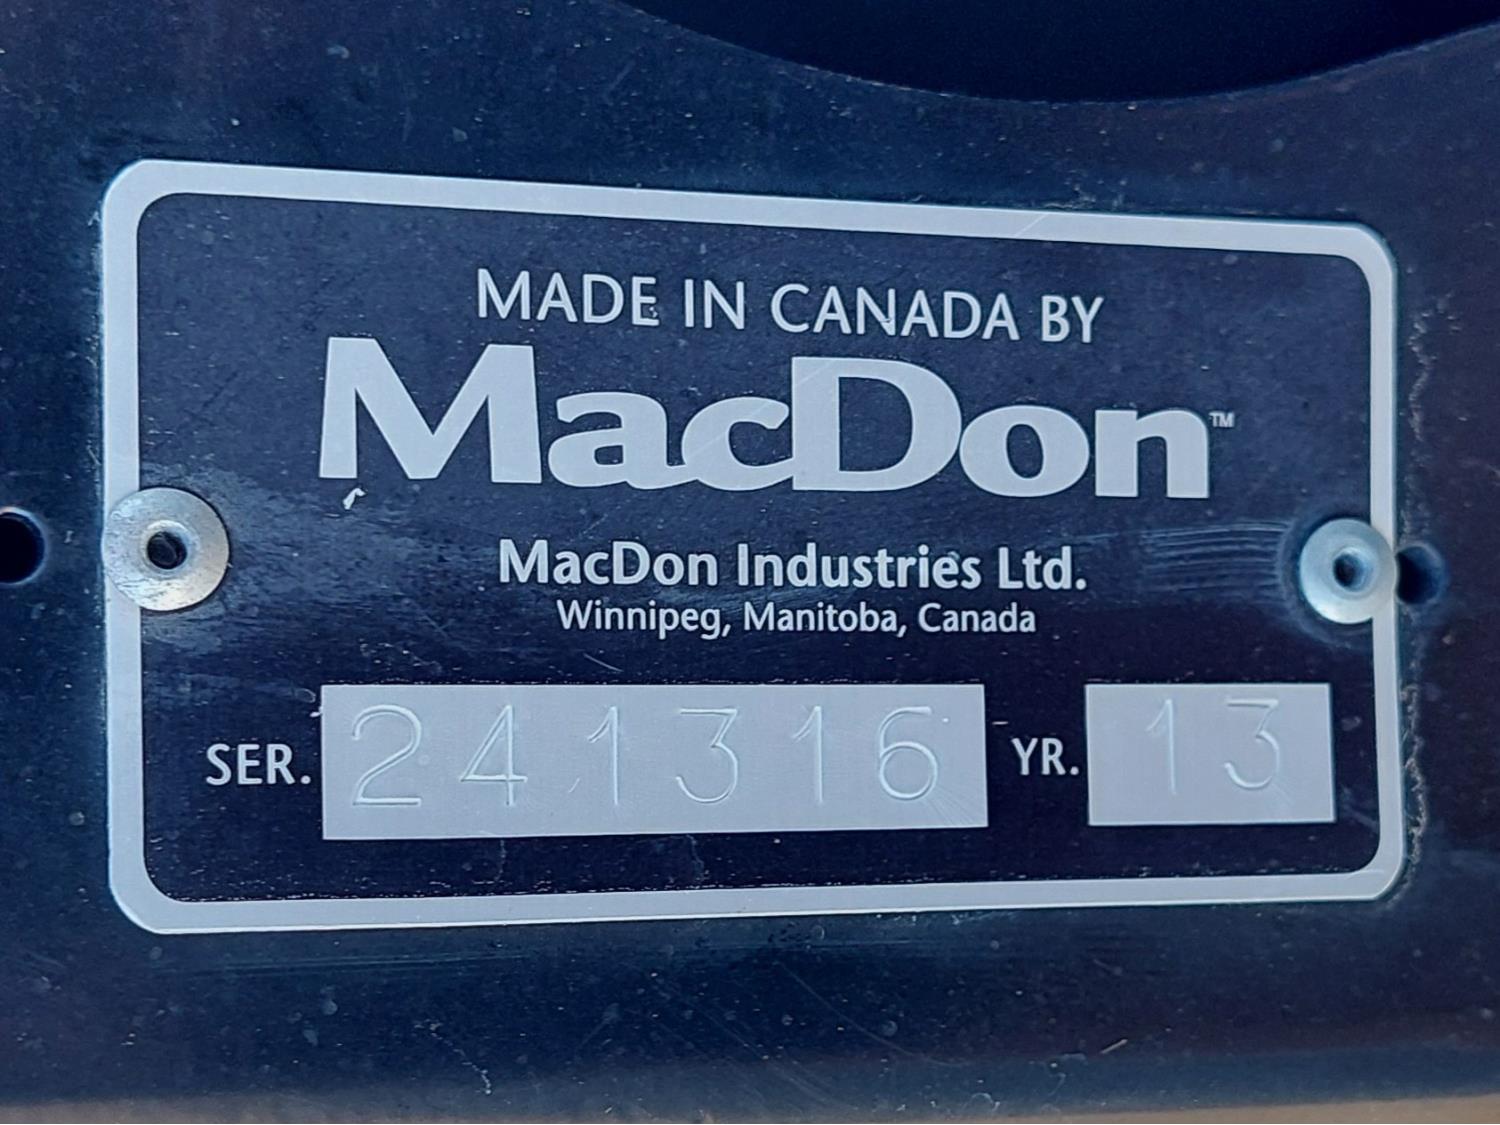 MADE IN CANADA BY
MacDon™
MacDon Industries Ltd.
Winnipeg, Manitoba, Canada
SER. 241316 YR. 13